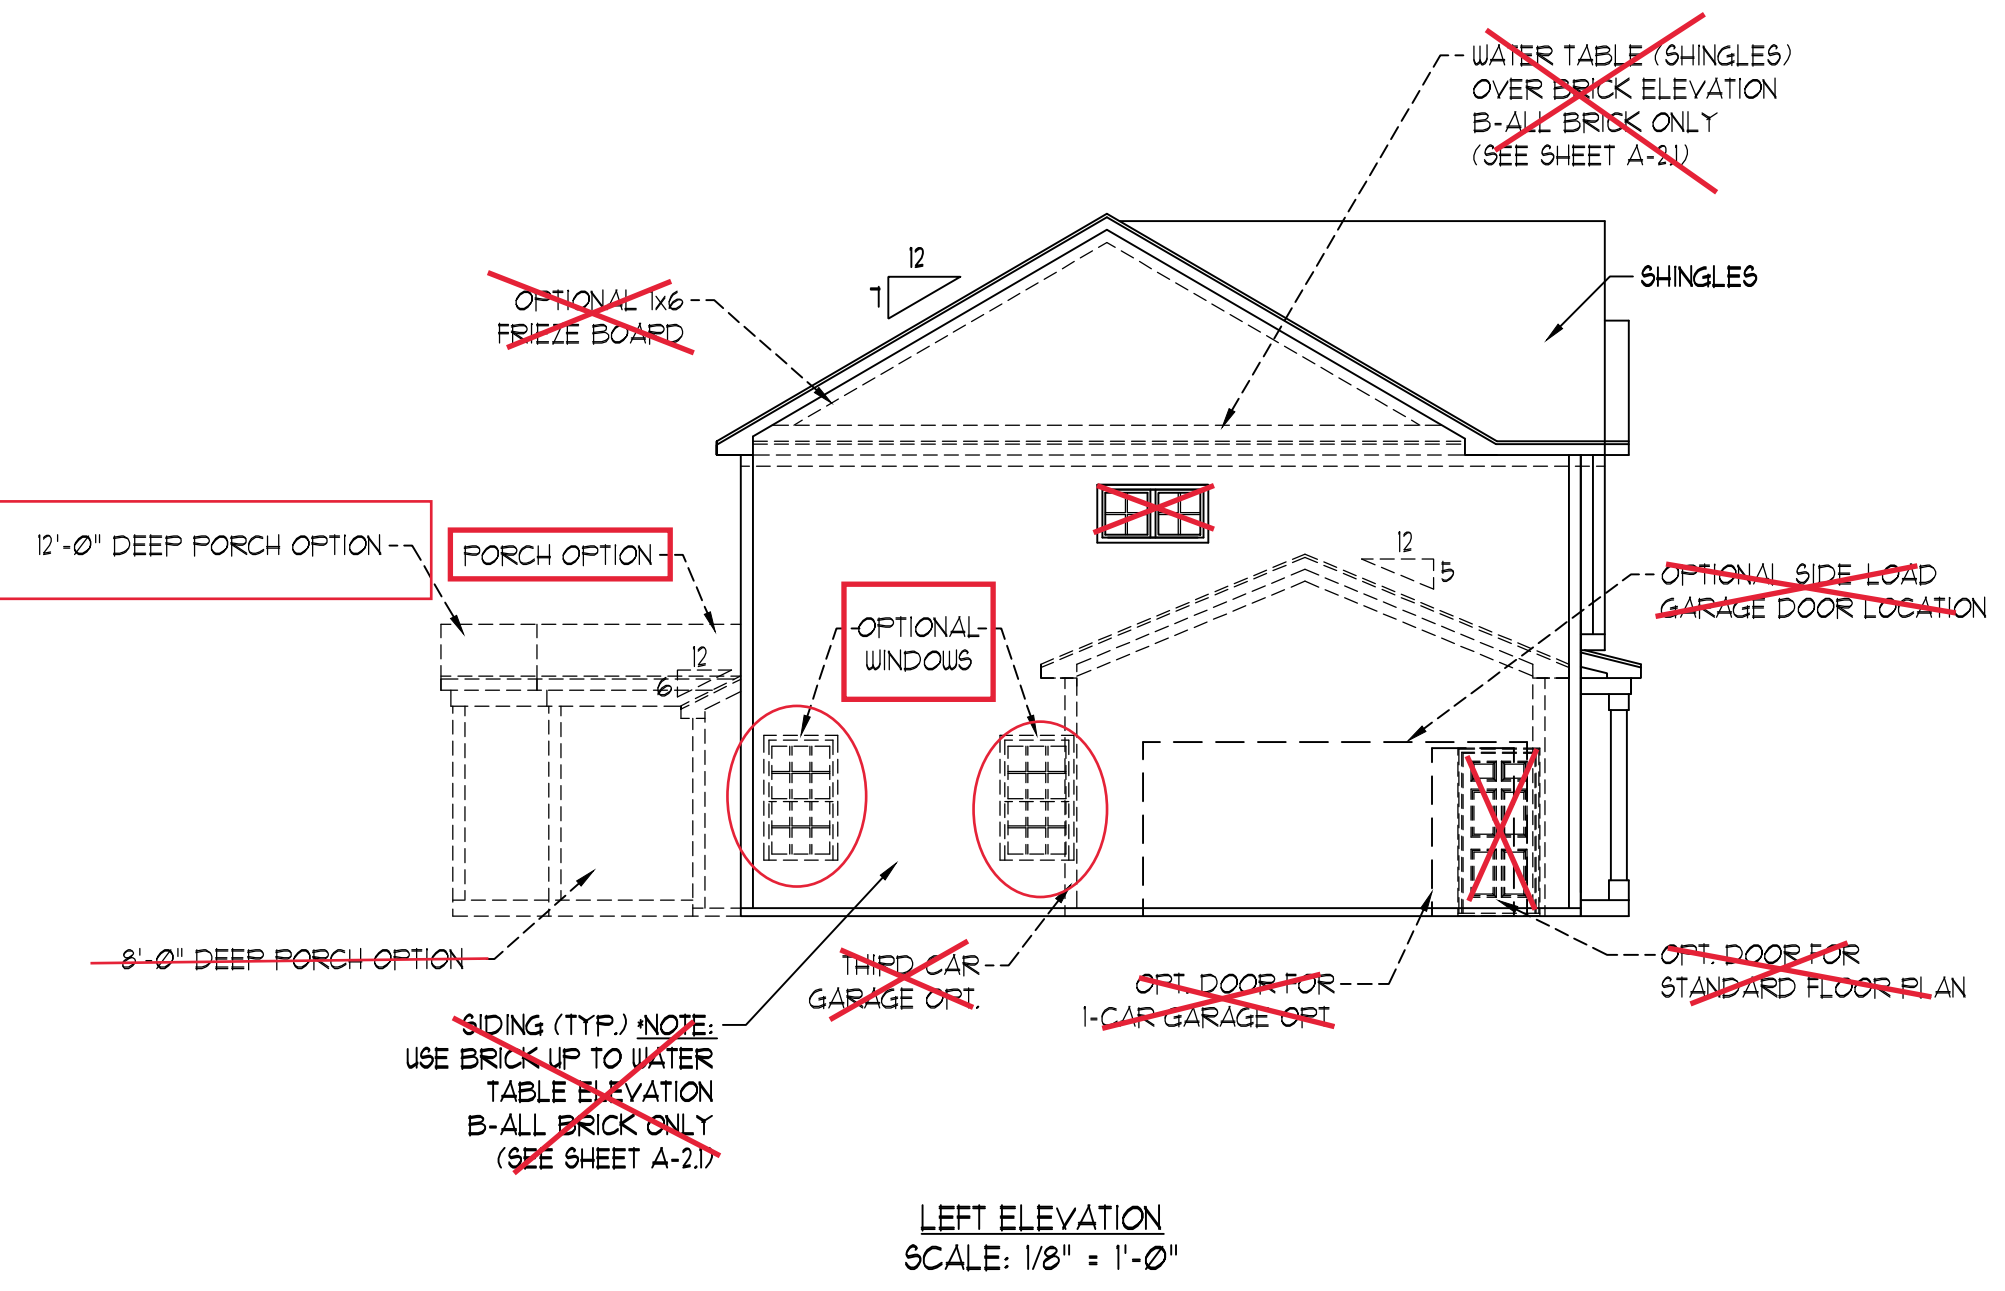 WATER TABLE (SHINGLES)
OVER BRICK ELEVATION
B-ALL BRICK ONLY
(SEE SHEET A-2.1)
12
7
SHINGLES
OPTIONAL 1x6
FRIEZE BOARD
12'-0" DEEP PORCH OPTION
PORCH OPTION
12
5
OPTIONAL SIDE LOAD
GARAGE DOOR LOCATION
OPTIONAL
WINDOWS
12
6
8'-0" DEEP PORCH OPTION
THIRD CAR
GARAGE OPT.
OPT. DOOR FOR
1-CAR GARAGE OPT.
OPT. DOOR FOR
STANDARD FLOOR PLAN
SIDING (TYP.) *NOTE:
USE BRICK UP TO WATER
TABLE ELEVATION
B-ALL BRICK ONLY
(SEE SHEET A-2.1)
LEFT ELEVATION
SCALE: 1/8" = 1'-0"